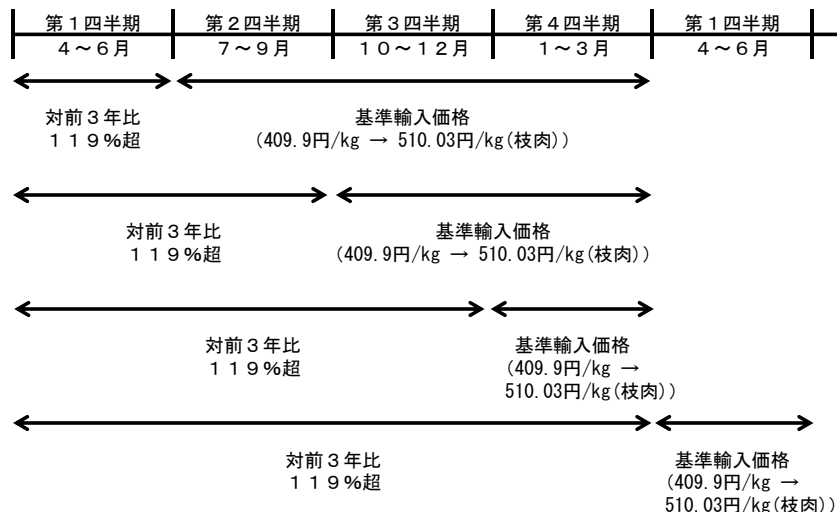 第1四半期 第2四半期 第3四半期 第4四半期 第1四半期
4～6月 7～9月 10～12月 1～3月 4～6月
対前3年比 基準輸入価格
119%超 (409.9円/kg → 510.03円/kg(枝肉))
対前3年比 基準輸入価格
119%超 (409.9円/kg → 510.03円/kg(枝肉))
対前3年比 基準輸入価格
119%超 (409.9円/kg →
510.03円/kg(枝肉))
対前3年比 基準輸入価格
119%超 (409.9円/kg →
510.03円/kg(枝肉))